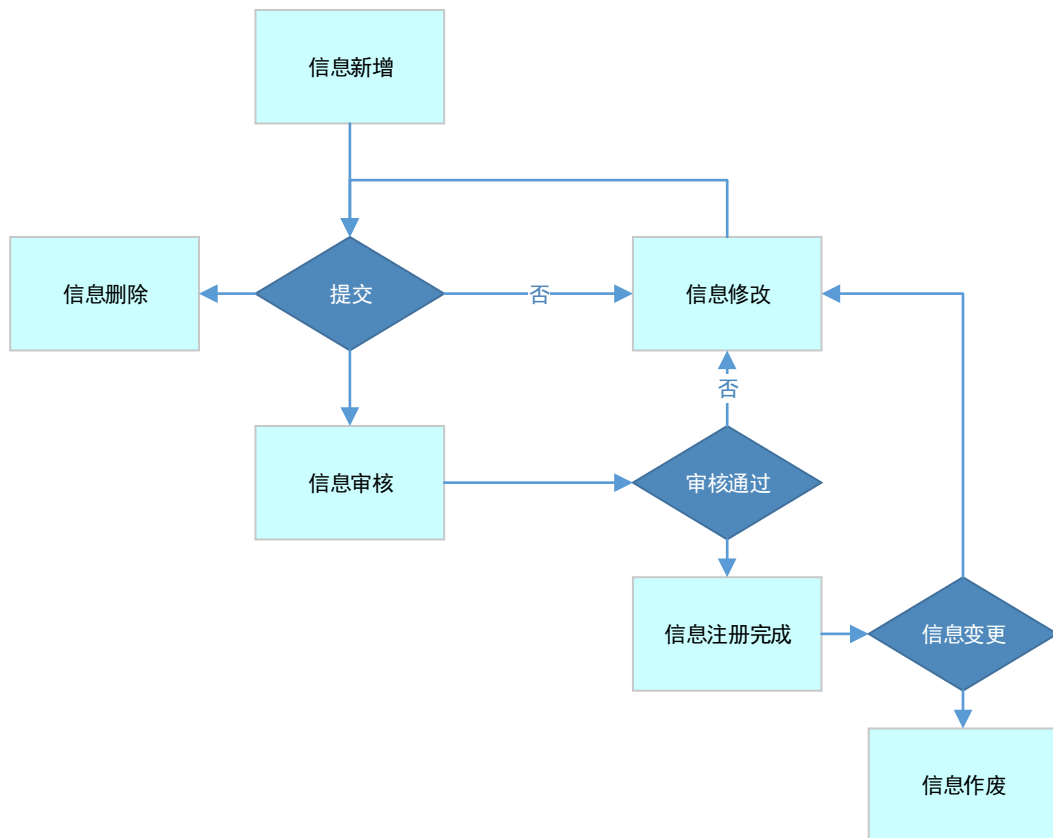 信息新增
信息删除
提交
否
信息修改
否
信息审核
审核通过
信息注册完成
信息变更
信息作废